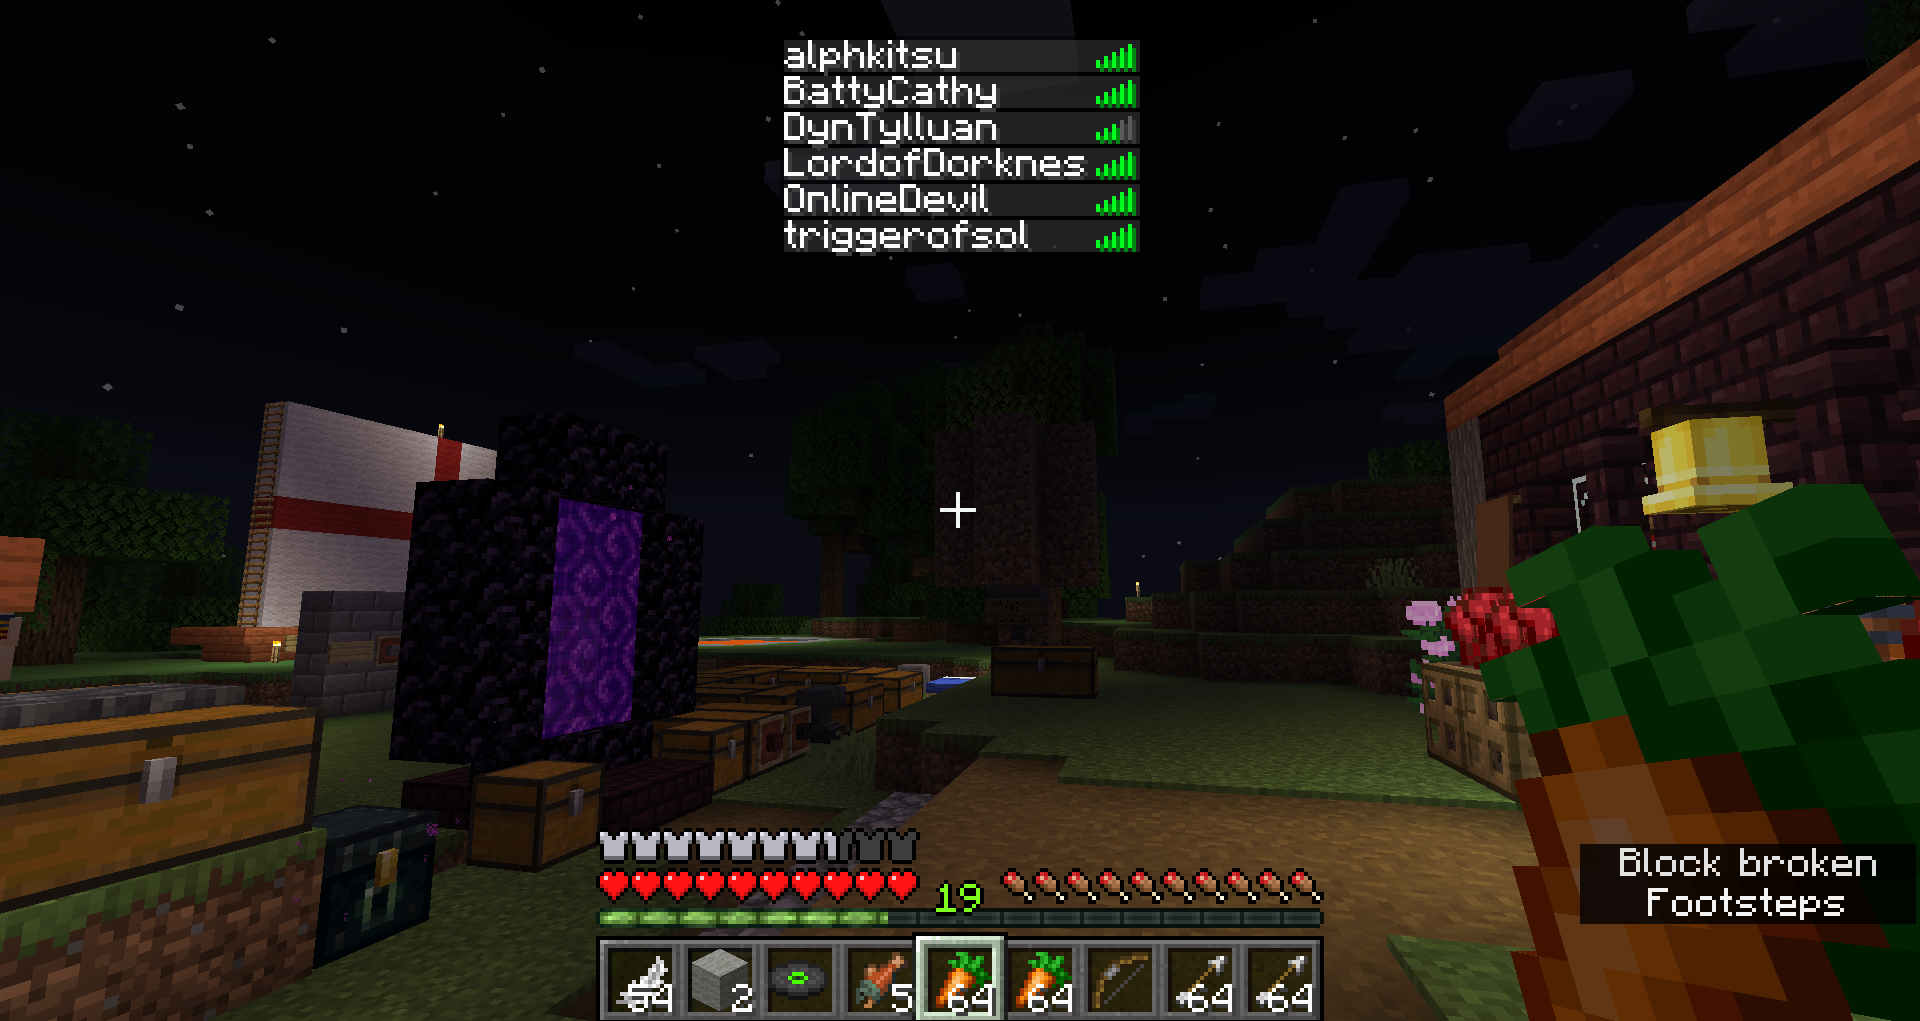 alphkitsu
BattyCathy
DynTylluan
LordofDorknes
OnlineDevil
triggerofsol
Block broken
Footsteps
19
64
2
5
64
64
64
64